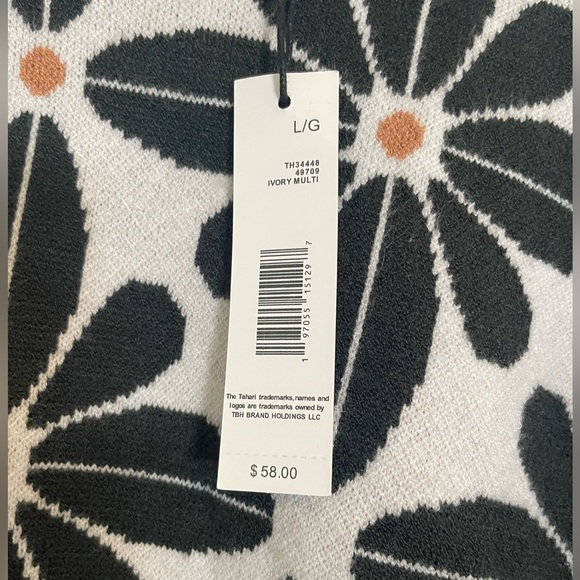 L/G
TH34448
49709
IVORY MULTI
1 97055 15129 7
The Tahari trademarks, names and
logos are trademarks owned by
TBH BRAND HOLDINGS LLC
$58.00